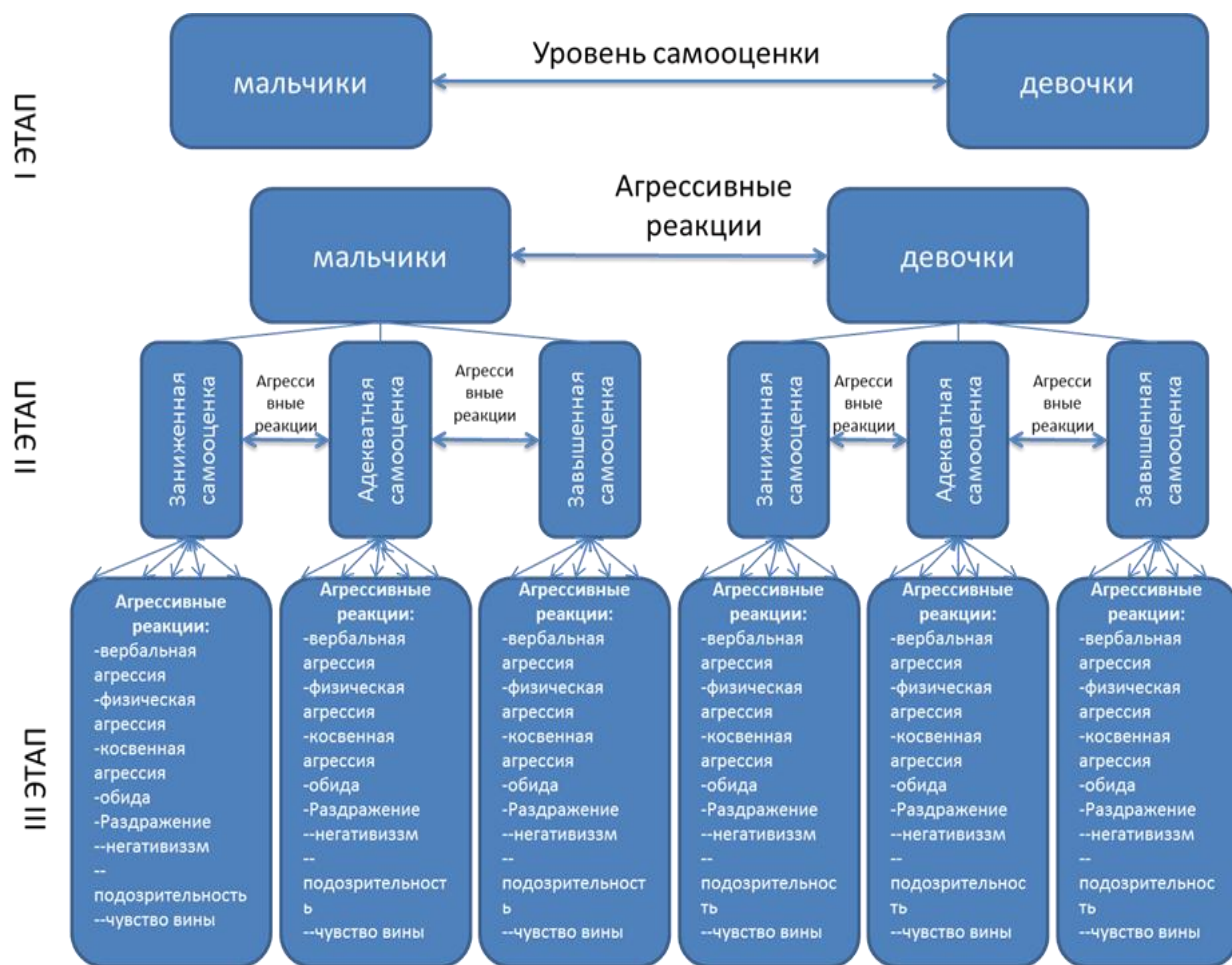 I ЭТАП
мальчики
Уровень самооценки
девочки
мальчики
Агрессивные
реакции
девочки
II ЭТАП
Заниженная
самооценка
Агресси
вные
реакции
Адекватная
самооценка
Агресси
вные
реакции
Завышенная
самооценка
Заниженная
самооценка
Агресси
вные
реакции
Адекватная
самооценка
Агресси
вные
реакции
Завышенная
самооценка
III ЭТАП
Агрессивные
реакции:
-вербальная
агрессия
-физическая
агрессия
-косвенная
агрессия
-обида
-Раздражение
--негативиззм
--
подозрительность
--чувство вины
Агрессивные
реакции:
-вербальная
агрессия
-физическая
агрессия
-косвенная
агрессия
-обида
-Раздражение
--негативиззм
--
подозрительност
ь
--чувство вины
Агрессивные
реакции:
-вербальная
агрессия
-физическая
агрессия
-косвенная
агрессия
-обида
-Раздражение
--негативиззм
--
подозрительност
ь
--чувство вины
Агрессивные
реакции:
-вербальная
агрессия
-физическая
агрессия
-косвенная
агрессия
-обида
-Раздражение
--негативиззм
--
подозрительнос
ть
--чувство вины
Агрессивные
реакции:
-вербальная
агрессия
-физическая
агрессия
-косвенная
агрессия
-обида
-Раздражение
--негативиззм
--
подозрительнос
ть
--чувство вины
Агрессивные
реакции:
-вербальная
агрессия
-физическая
агрессия
-косвенная
агрессия
-обида
-Раздражение
--негативиззм
--
подозрительнос
ть
--чувство вины